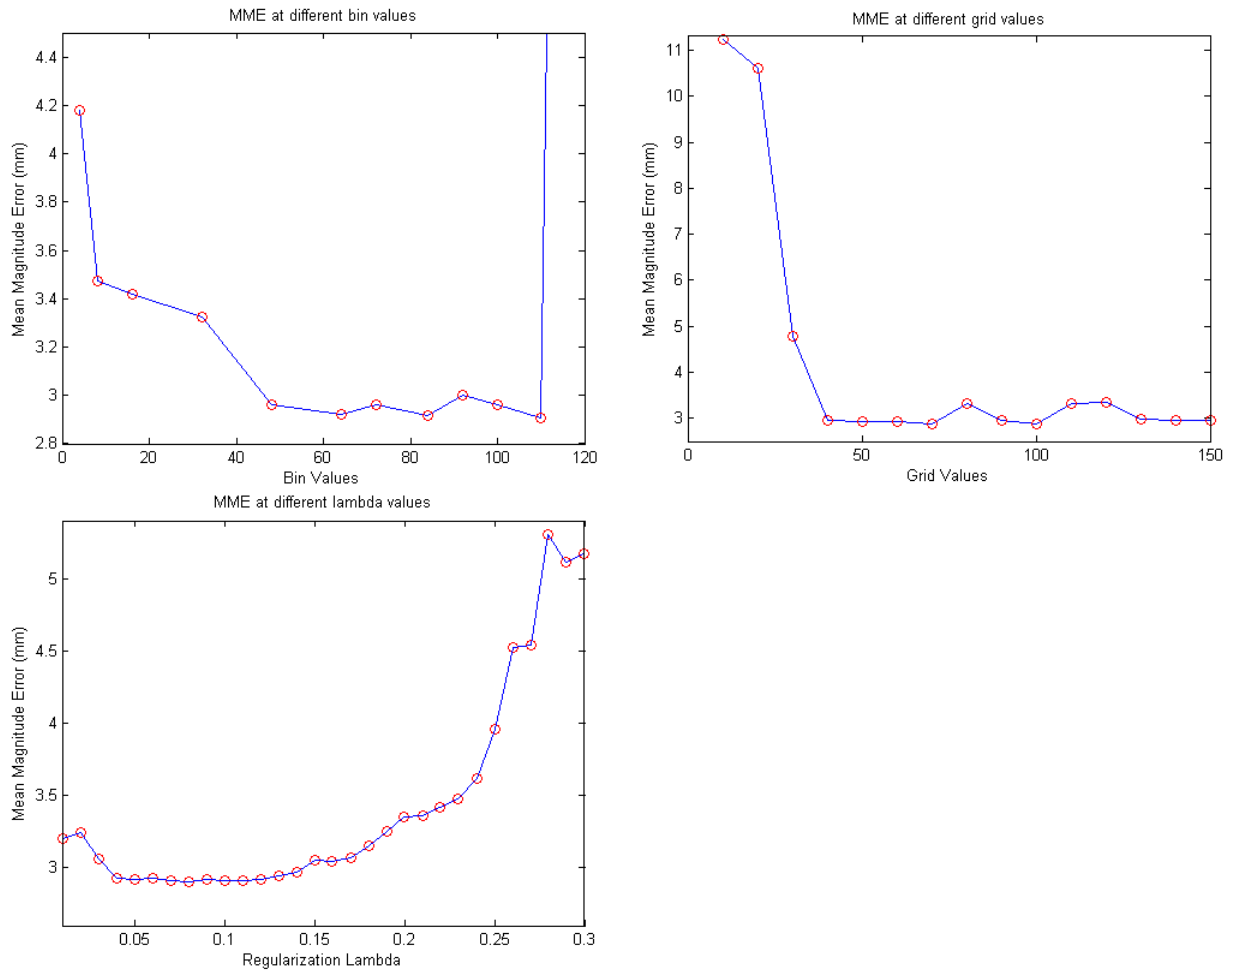 MME at different bin values
4.4
4.2
4
3.8
3.6
3.4
3.2
3
2.8
Mean Magnitude Error (mm)
0 20 40 60 80 100 120
Bin Values
MME at different grid values
11
10
9
8
7
6
5
4
3
Mean Magnitude Error (mm)
0 50 100 150
Grid Values
MME at different lambda values
5
4.5
4
3.5
3
Mean Magnitude Error (mm)
0.05 0.1 0.15 0.2 0.25 0.3
Regularization Lambda